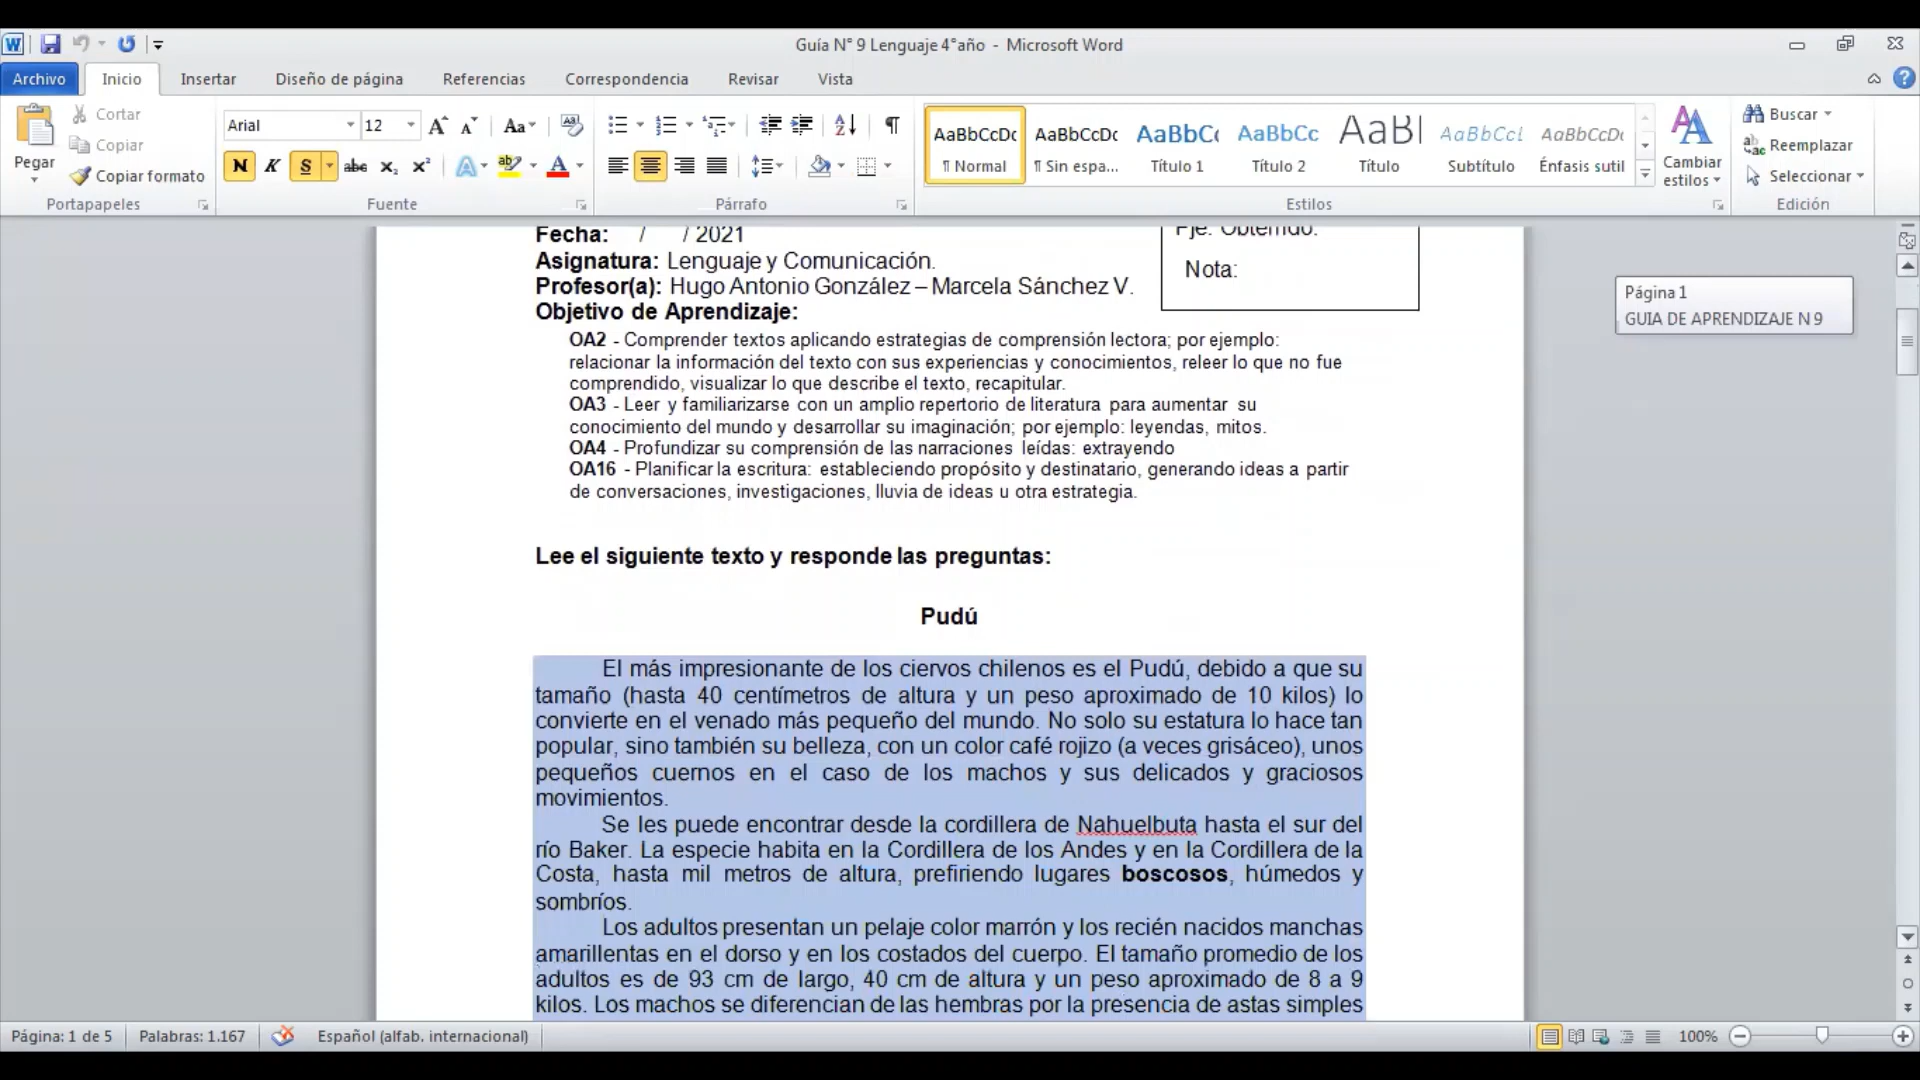 Guía N° 9 Lenguaje 4°año - Microsoft Word
Archivo Inicio Insertar Diseño de página Referencias Correspondencia Revisar Vista
Pegar
Cortar
Copiar
Copiar formato
Portapapeles
Arial 12
Fuente
Párrafo
AaBbCcDc AaBbCcDc AaBbC AaBbCc AaB AaBbCcL AaBbCcDc
¶ Normal ¶ Sin espa... Título 1 Título 2 Título Subtítulo Énfasis sutil
Estilos
Cambiar estilos
Buscar
Reemplazar
Seleccionar
Edición
Fecha: / / 2021
Asignatura: Lenguaje y Comunicación.
Profesor(a): Hugo Antonio González – Marcela Sánchez V.
Objetivo de Aprendizaje:
Pje. Obtenido:
Nota:
Página 1
GUIA DE APRENDIZAJE N 9
OA2 - Comprender textos aplicando estrategias de comprensión lectora; por ejemplo:
relacionar la información del texto con sus experiencias y conocimientos, releer lo que no fue
comprendido, visualizar lo que describe el texto, recapitular.
OA3 - Leer y familiarizarse con un amplio repertorio de literatura para aumentar su
conocimiento del mundo y desarrollar su imaginación; por ejemplo: leyendas, mitos.
OA4 - Profundizar su comprensión de las narraciones leídas: extrayendo
OA16 - Planificar la escritura: estableciendo propósito y destinatario, generando ideas a partir
de conversaciones, investigaciones, lluvia de ideas u otra estrategia.
Lee el siguiente texto y responde las preguntas:
Pudú
El más impresionante de los ciervos chilenos es el Pudú, debido a que su
tamaño (hasta 40 centímetros de altura y un peso aproximado de 10 kilos) lo
convierte en el venado más pequeño del mundo. No solo su estatura lo hace tan
popular, sino también su belleza, con un color café rojizo (a veces grisáceo), unos
pequeños cuernos en el caso de los machos y sus delicados y graciosos
movimientos.
Se les puede encontrar desde la cordillera de Nahuelbuta hasta el sur del
río Baker. La especie habita en la Cordillera de los Andes y en la Cordillera de la
Costa, hasta mil metros de altura, prefiriendo lugares boscosos, húmedos y
sombríos.
Los adultos presentan un pelaje color marrón y los recién nacidos manchas
amarillentas en el dorso y en los costados del cuerpo. El tamaño promedio de los
adultos es de 93 cm de largo, 40 cm de altura y un peso aproximado de 8 a 9
kilos. Los machos se diferencian de las hembras por la presencia de astas simples
Página: 1 de 5 Palabras: 1.167 Español (alfab. internacional) 100%